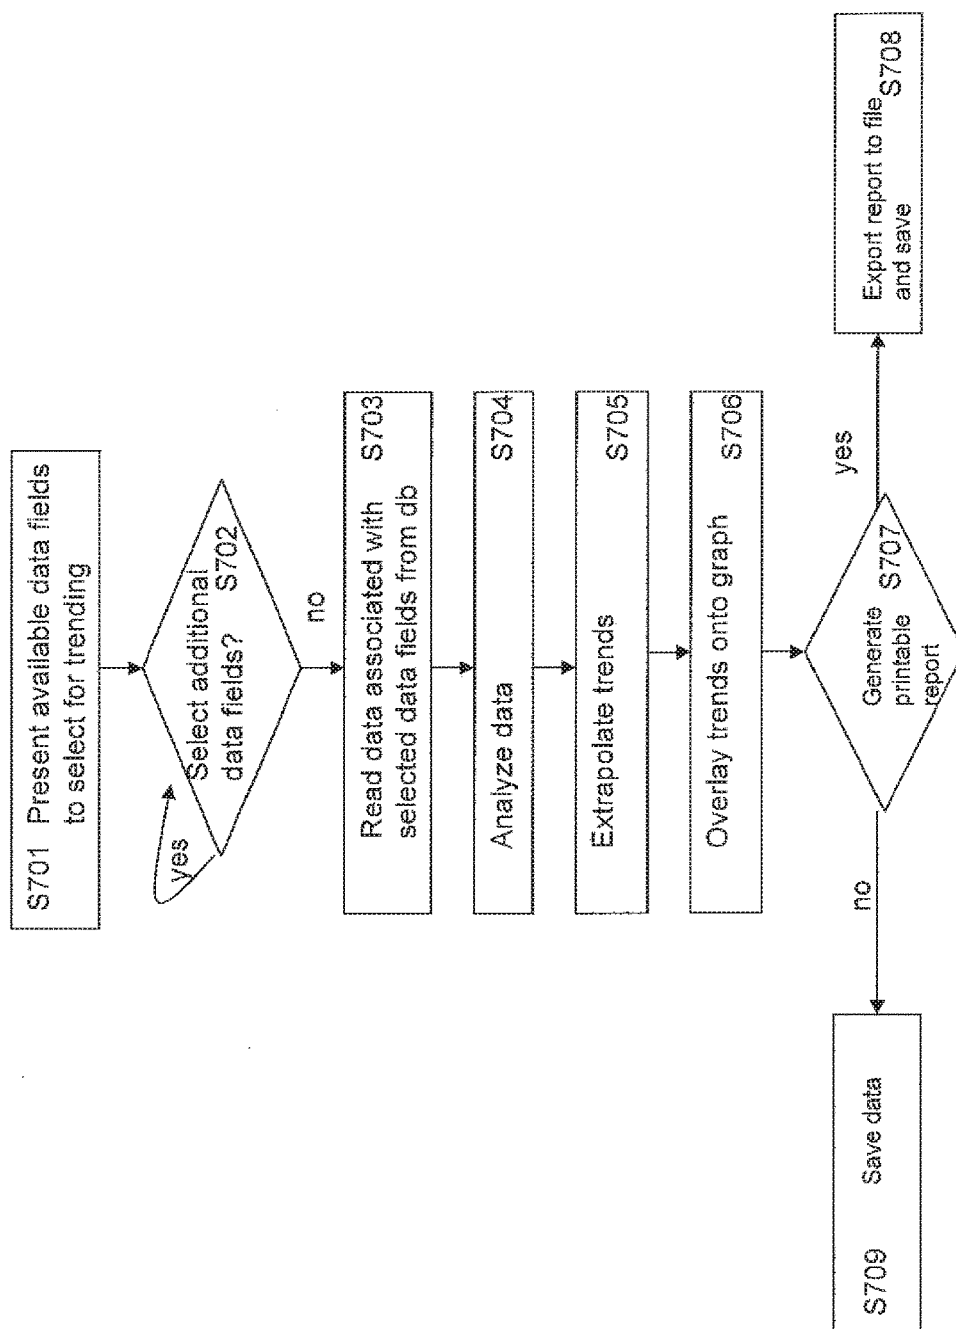 S701 Present available data fields
to select for trending
Select additional
data fields? S702
yes
no
Read data associated with S703
selected data fields from db
Analyze data S704
Extrapolate trends S705
Overlay trends onto graph S706
Generate S707
printable
report
yes
Export report to file
and save S708
no
S709 Save data